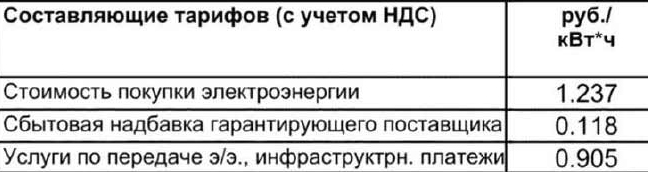 Составляющие тарифов (с учетом НДС)
руб./
кВт*ч
Стоимость покупки электроэнергии 1.237
Сбытовая надбавка гарантирующего поставщика 0.118
Услуги по передаче э/э., инфраструктрн. платежи 0.905